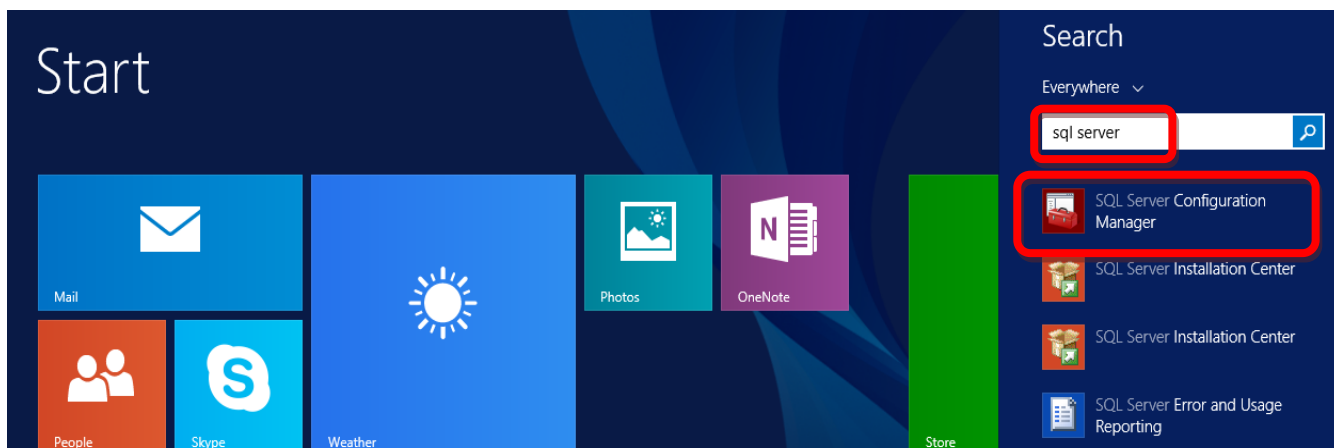 Start
Mail
People
Skype
Weather
Photos
OneNote
Store
Search
Everywhere
sql server
SQL Server Configuration
Manager
SQL Server Installation Center
SQL Server Installation Center
SQL Server Error and Usage
Reporting